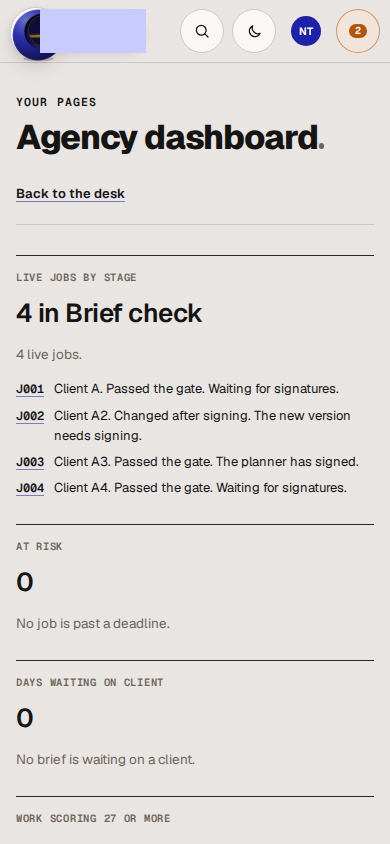 NT
2
YOUR PAGES
Agency dashboard.
Back to the desk
LIVE JOBS BY STAGE
4 in Brief check
4 live jobs.
J001 Client A. Passed the gate. Waiting for signatures.
J002 Client A2. Changed after signing. The new version
needs signing.
J003 Client A3. Passed the gate. The planner has signed.
J004 Client A4. Passed the gate. Waiting for signatures.
AT RISK
0
No job is past a deadline.
DAYS WAITING ON CLIENT
0
No brief is waiting on a client.
WORK SCORING 27 OR MORE